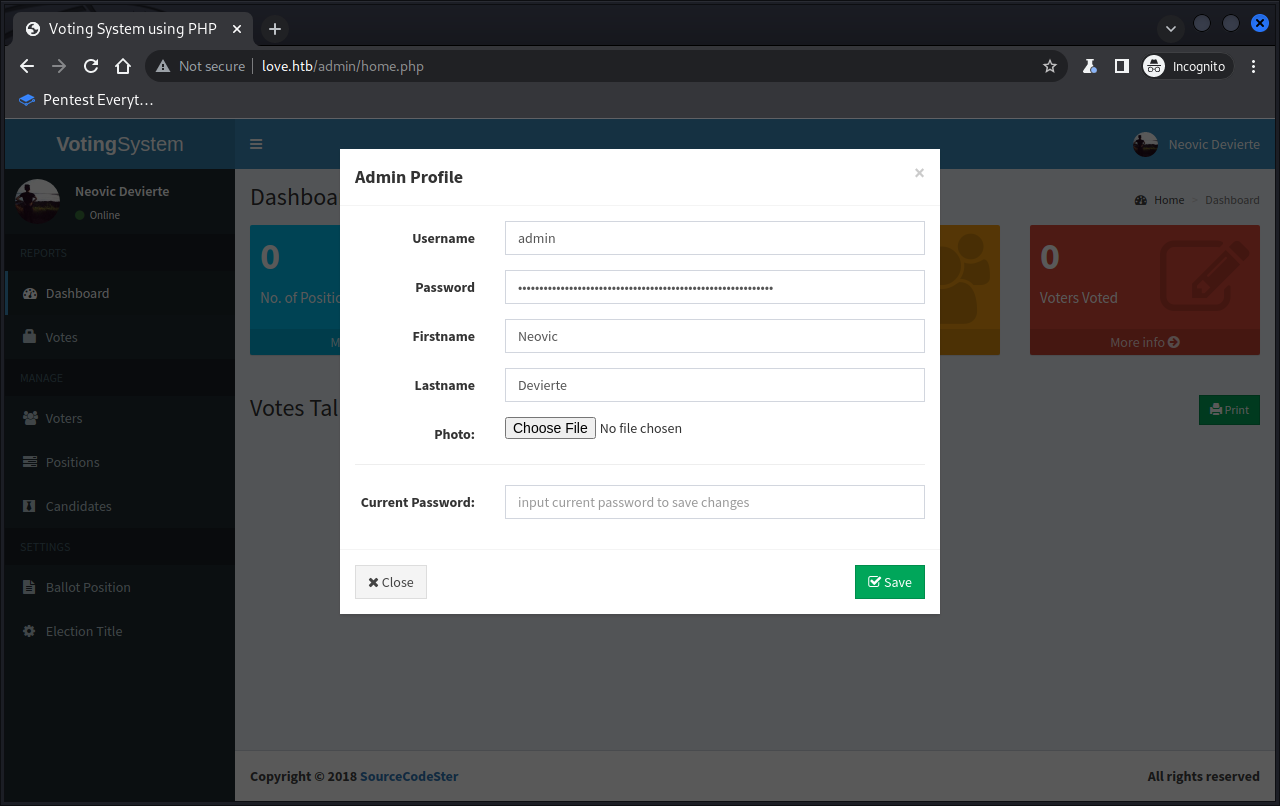 Voting System using PHP
Not secure love.htb/admin/home.php
Incognito
Pentest Everyt…
VotingSystem
Neovic Devierte
Neovic Devierte
Online
REPORTS
Dashboard
Votes
MANAGE
Voters
Positions
Candidates
SETTINGS
Ballot Position
Election Title
Dashboa
Home > Dashboard
0
No. of Positio
0
Voters Voted
More info
Votes Tal
Print
Admin Profile
×
Username admin
Password ••••••••••••••••••••••••••••••••••••••••••••••••••••••••••••
Firstname Neovic
Lastname Devierte
Photo: Choose File No file chosen
Current Password: input current password to save changes
Close
Save
Copyright © 2018 SourceCodeSter
All rights reserved